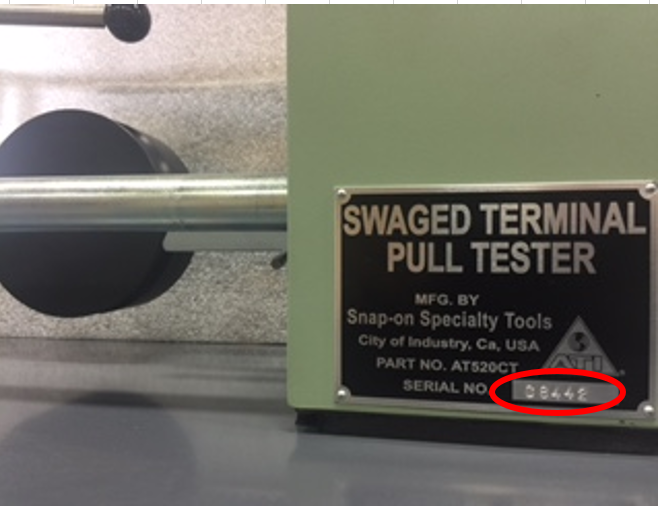 SWAGED TERMINAL
PULL TESTER
MFG. BY
Snap-on Specialty Tools
City of Industry, Ca, USA
PART NO. AT520CT
ATI
SERIAL NO. 08442